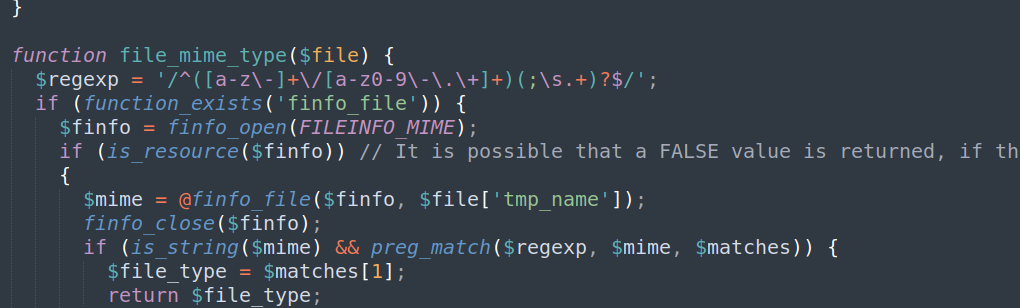 }
function file_mime_type($file) {
$regexp = '/^([a-z\-]+\/[a-z0-9\-\.\+]+)(;\s.+)?$/';
if (function_exists('finfo_file')) {
$finfo = finfo_open(FILEINFO_MIME);
if (is_resource($finfo)) // It is possible that a FALSE value is returned, if th
{
$mime = @finfo_file($finfo, $file['tmp_name']);
finfo_close($finfo);
if (is_string($mime) && preg_match($regexp, $mime, $matches)) {
$file_type = $matches[1];
return $file_type;